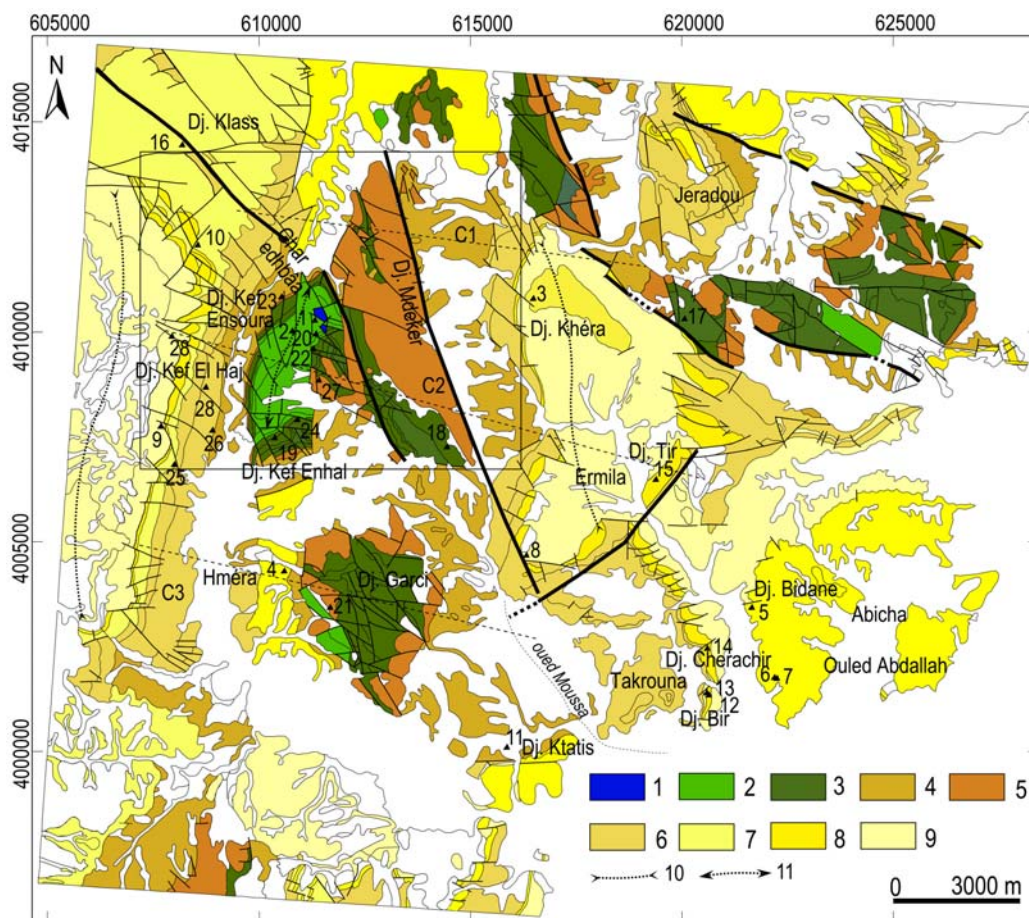 605000 610000 615000 620000 625000
N
4015000
4010000
4005000
4000000
Dj. Klass
16
Jeradou
C1
10
Ghar
edhbaa
Dj. Mdeker
Dj. Kef
Ensoura
23
3
Dj. Khéra
17
20
22
28
Dj. Kef El Haj
28
27
C2
9
26
24
19
18
25
Dj. Kef Enhal
Dj. Tir
15
Ermila
8
Hméra
4
Dj. Garci
C3
21
Dj. Bidane
5
Abicha
14
Dj. Cherachir
Takrouna
6 7
Ouled Abdallah
13
12
Dj. Bir
oued Moussa
11
Dj. Ktatis
1 2 3 4 5
6 7 8 9
10 11
0 3000 m